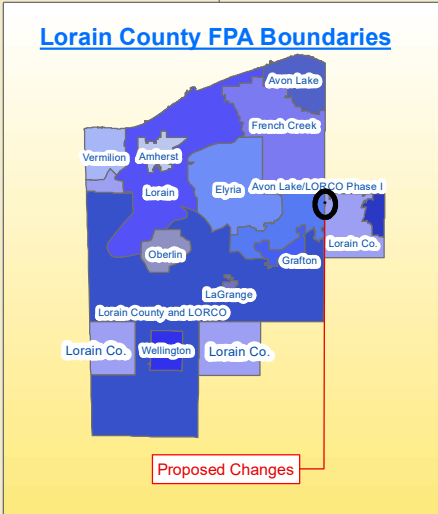 Lorain County FPA Boundaries
Avon Lake
French Creek
Vermilion
Amherst
Lorain
Elyria
Avon Lake/LORCO Phase I
Lorain Co.
Oberlin
Grafton
LaGrange
Lorain County and LORCO
Lorain Co.
Wellington
Lorain Co.
Proposed Changes